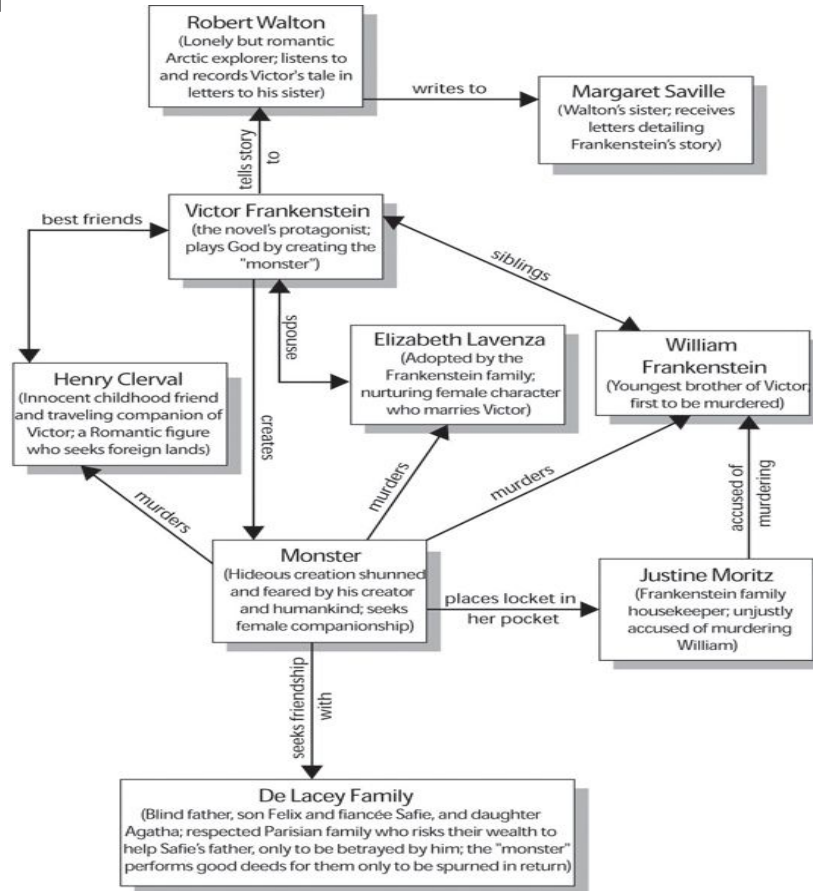 Robert Walton
(Lonely but romantic
Arctic explorer; listens to
and records Victor's tale in
letters to his sister)
writes to
Margaret Saville
(Walton's sister; receives
letters detailing
Frankenstein's story)
tells story
to
best friends
Victor Frankenstein
(the novel's protagonist;
plays God by creating the
"monster")
siblings
spouse
Henry Clerval
(Innocent childhood friend
and traveling companion of
Victor; a Romantic figure
who seeks foreign lands)
creates
Elizabeth Lavenza
(Adopted by the
Frankenstein family;
nurturing female character
who marries Victor)
William
Frankenstein
(Youngest brother of Victor,
first to be murdered)
murders
murders
murders
accused of
murdering
Monster
(Hideous creation shunned
and feared by his creator
and humankind; seeks
female companionship)
places locket in
her pocket
Justine Moritz
(Frankenstein family
housekeeper; unjustly
accused of murdering
William)
seeks friendship
with
De Lacey Family
(Blind father, son Felix and fiancée Safie, and daughter
Agatha; respected Parisian family who risks their wealth to
help Safie's father, only to be betrayed by him; the "monster"
performs good deeds for them only to be spurned in return)